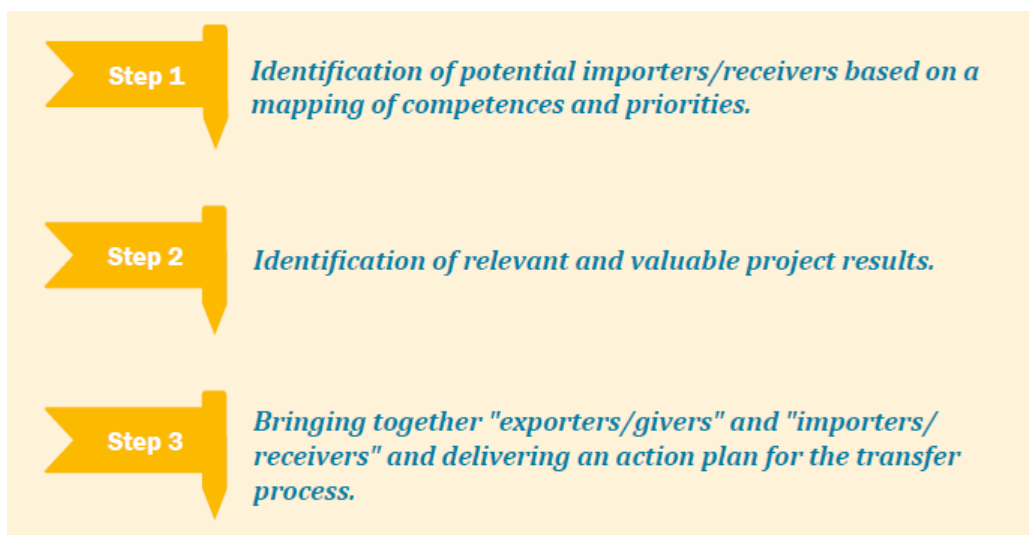 Step 1
Identification of potential importers/receivers based on a
mapping of competences and priorities.
Step 2
Identification of relevant and valuable project results.
Step 3
Bringing together "exporters/givers" and "importers/
receivers" and delivering an action plan for the transfer
process.